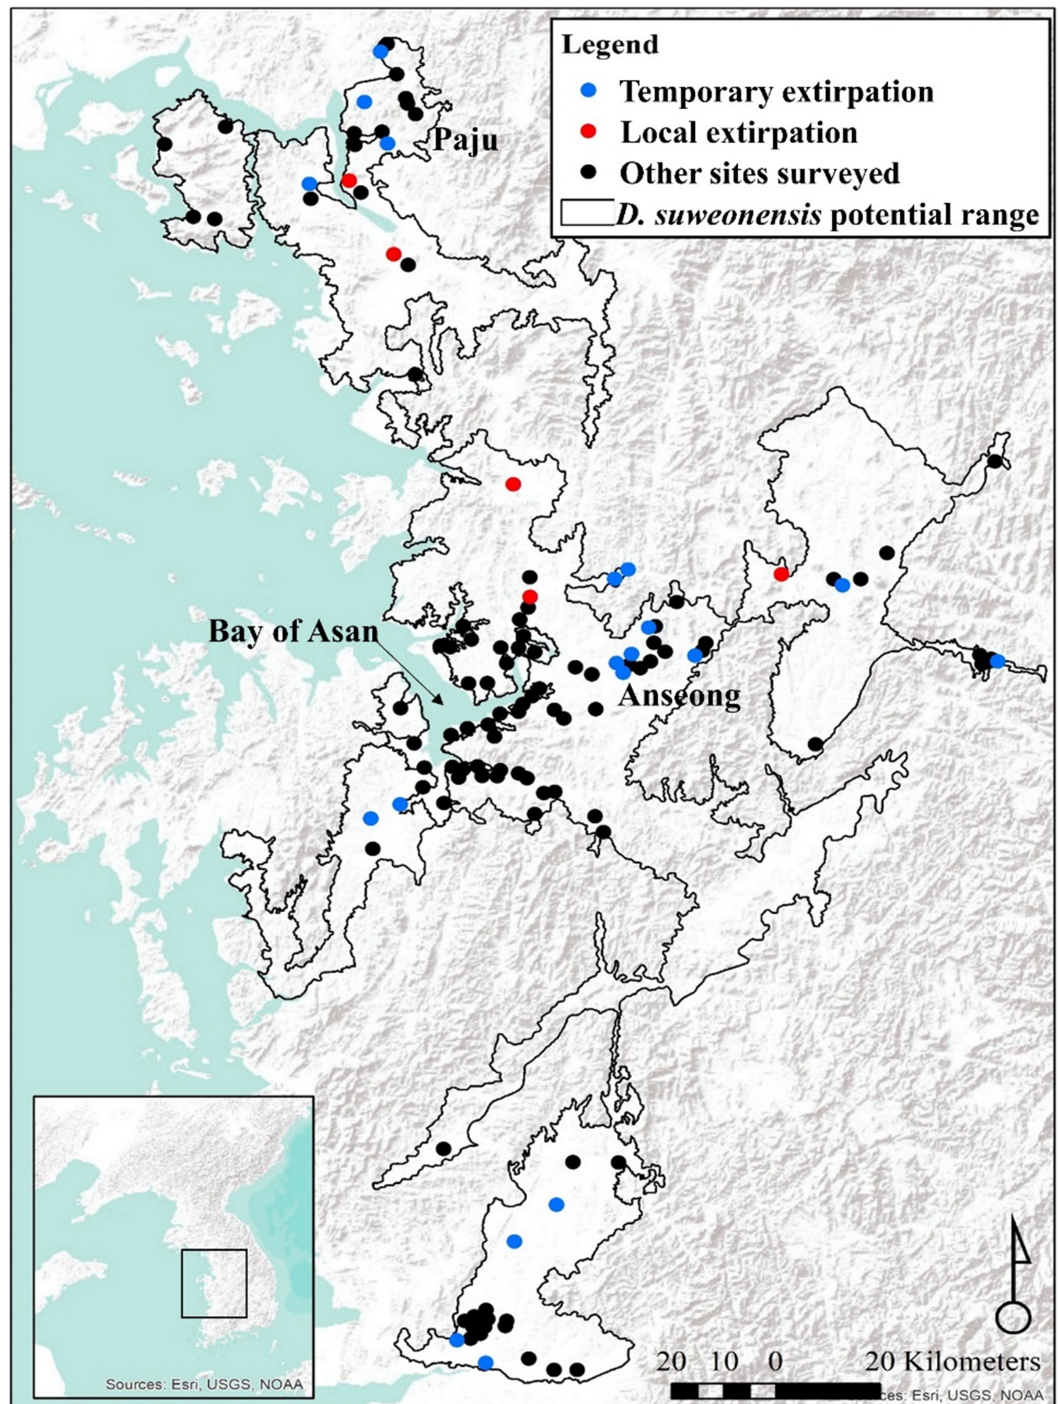 Legend
Temporary extirpation
Local extirpation
Other sites surveyed
D. suweonensis potential range
Paju
Bay of Asan
Anseong
20 10 0 20 Kilometers
Sources: Esri, USGS, NOAA
ces: Esri, USGS, NOAA